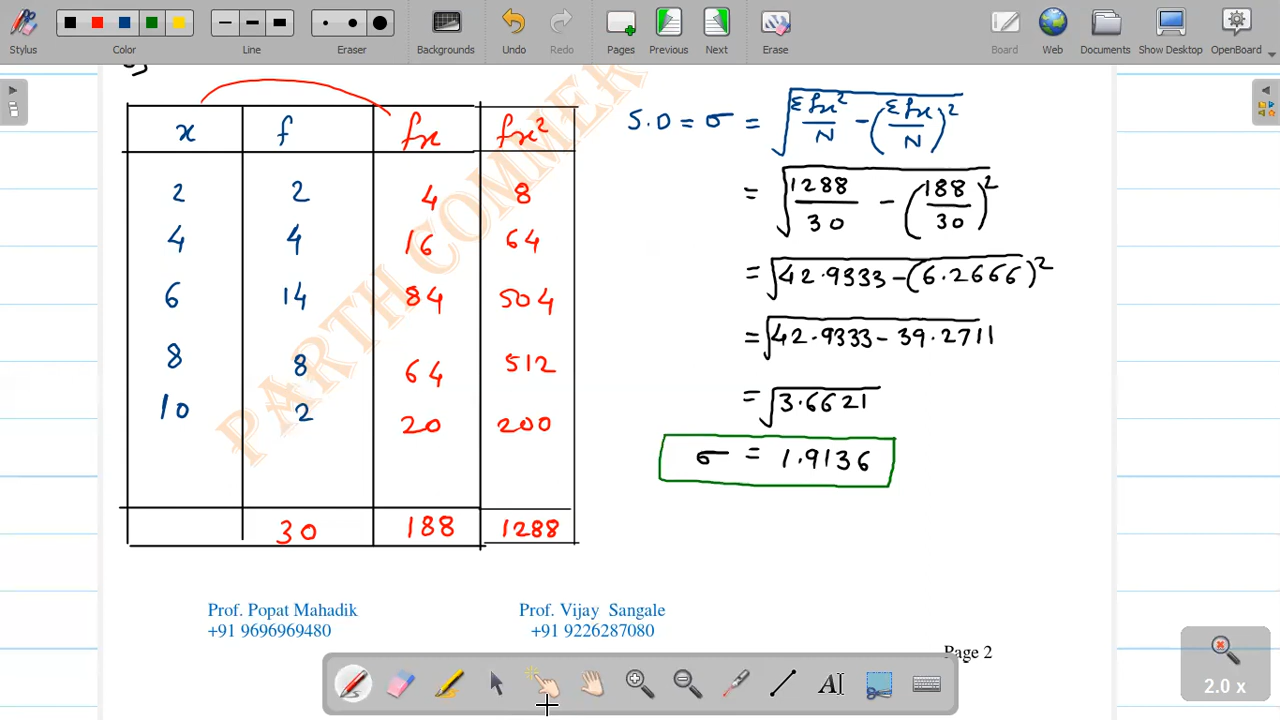 Stylus Color Line Eraser Backgrounds Undo Redo Pages Previous Next Erase Board Web Documents Show Desktop OpenBoard
x f fx fx²
2 2 4 8
4 4 16 64
6 14 84 504
8 8 64 512
10 2 20 200
30 188 1288
S.D = σ = √(Σfx²/N − (Σfx/N)²)
= √(1288/30 − (188/30)²)
= √(42.9333 − (6.2666)²)
= √(42.9333 − 39.2711)
= √3.6621
σ = 1.9136
PARTH COMMER
Prof. Popat Mahadik Prof. Vijay Sangale
+91 9696969480 +91 9226287080
Page 2
2.0 x